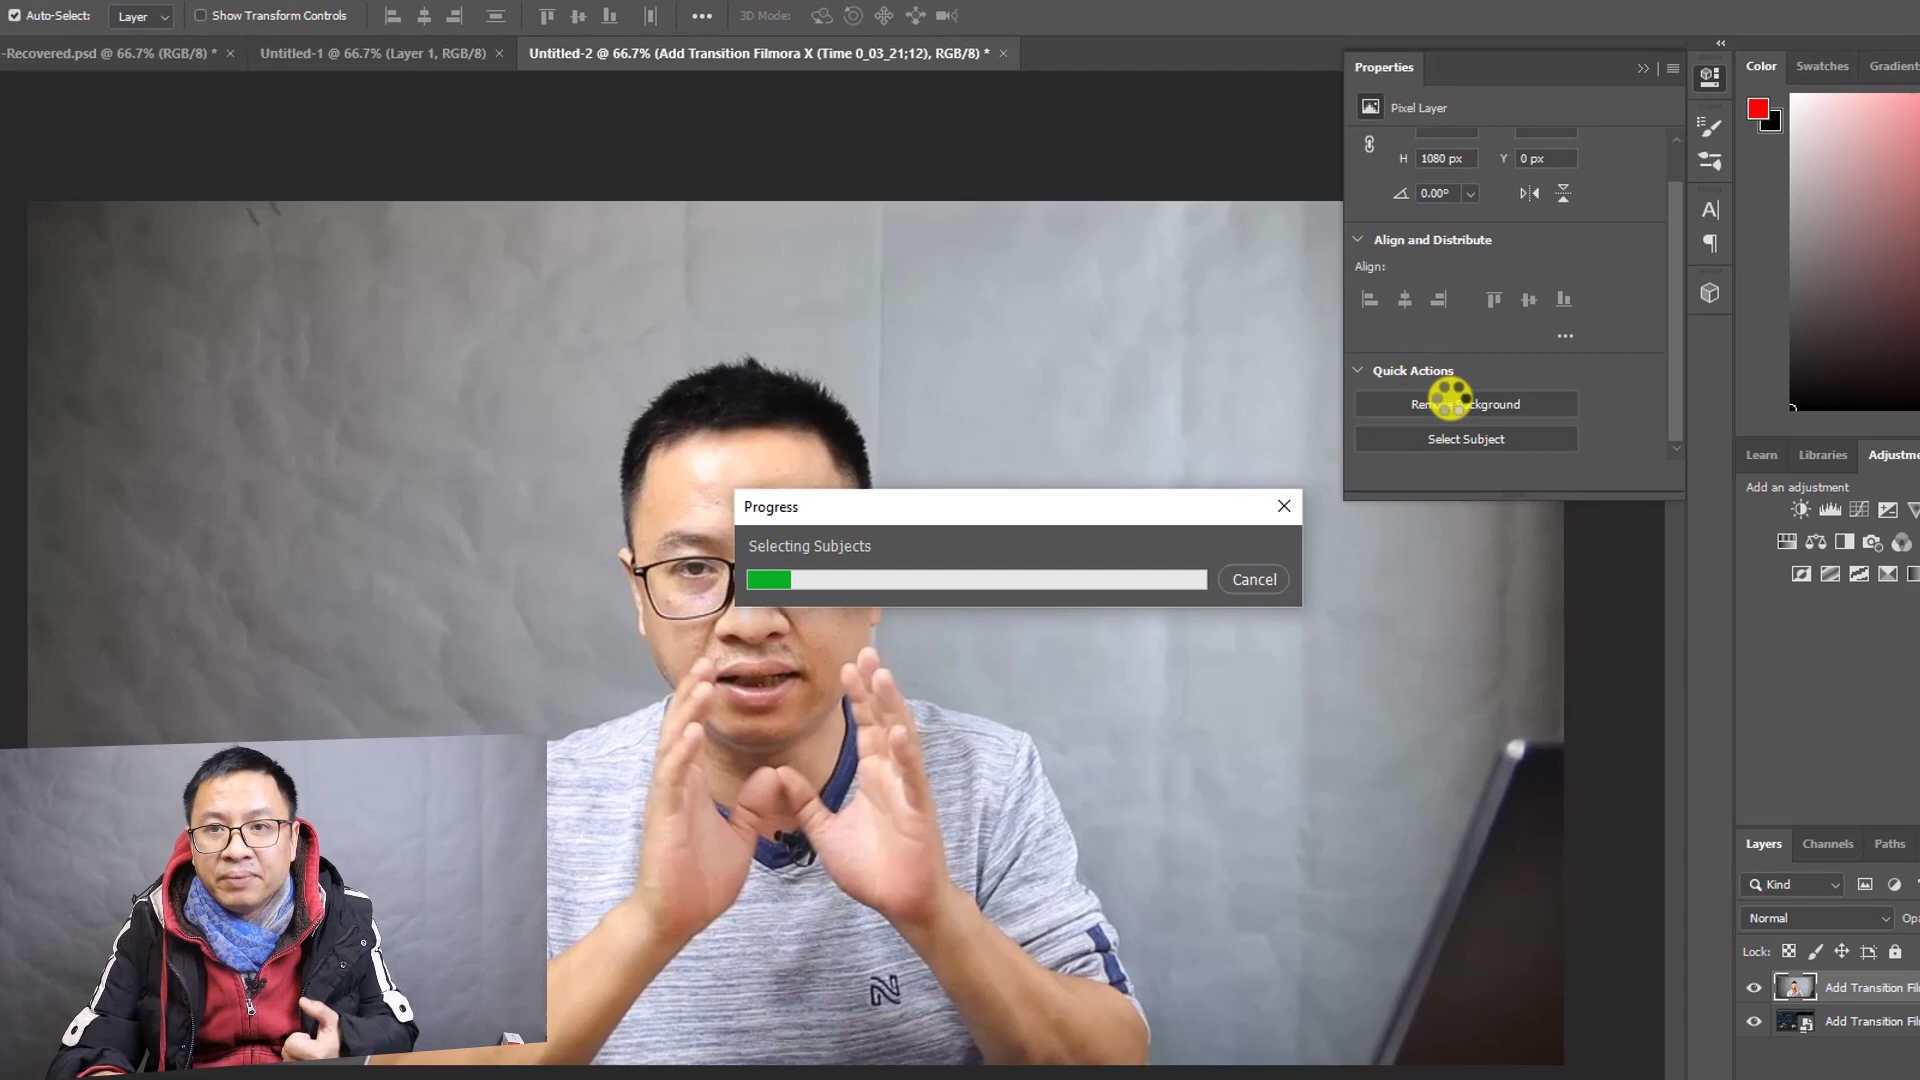 Auto-Select: Layer Show Transform Controls 3D Mode:
-Recovered.psd @ 66.7% (RGB/8) * Untitled-1 @ 66.7% (Layer 1, RGB/8) Untitled-2 @ 66.7% (Add Transition Filmora X (Time 0_03_21;12), RGB/8) *
Properties
Pixel Layer
H 1080 px Y 0 px
0.00°
Align and Distribute
Align:
Quick Actions
Remove Background
Select Subject
Progress
Selecting Subjects
Cancel
Color Swatches Gradient
Learn Libraries Adjustme
Add an adjustment
Layers Channels Paths
Kind
Normal Opa
Lock:
Add Transition Fil
Add Transition Fil
N